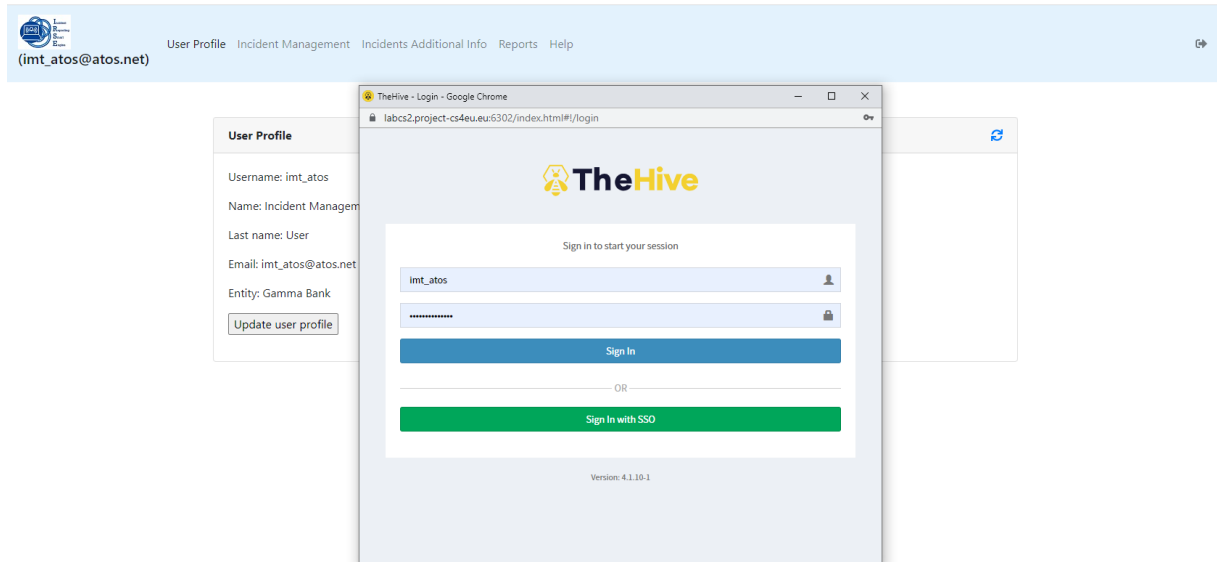 (imt_atos@atos.net)
User Profile Incident Management Incidents Additional Info Reports Help
TheHive - Login - Google Chrome
labcs2.project-cs4eu.eu:6302/index.html#!/login
User Profile
Username: imt_atos
Name: Incident Managem
Last name: User
Email: imt_atos@atos.net
Entity: Gamma Bank
Update user profile
TheHive
Sign in to start your session
imt_atos
••••••••••••••
Sign In
OR
Sign In with SSO
Version: 4.1.10-1